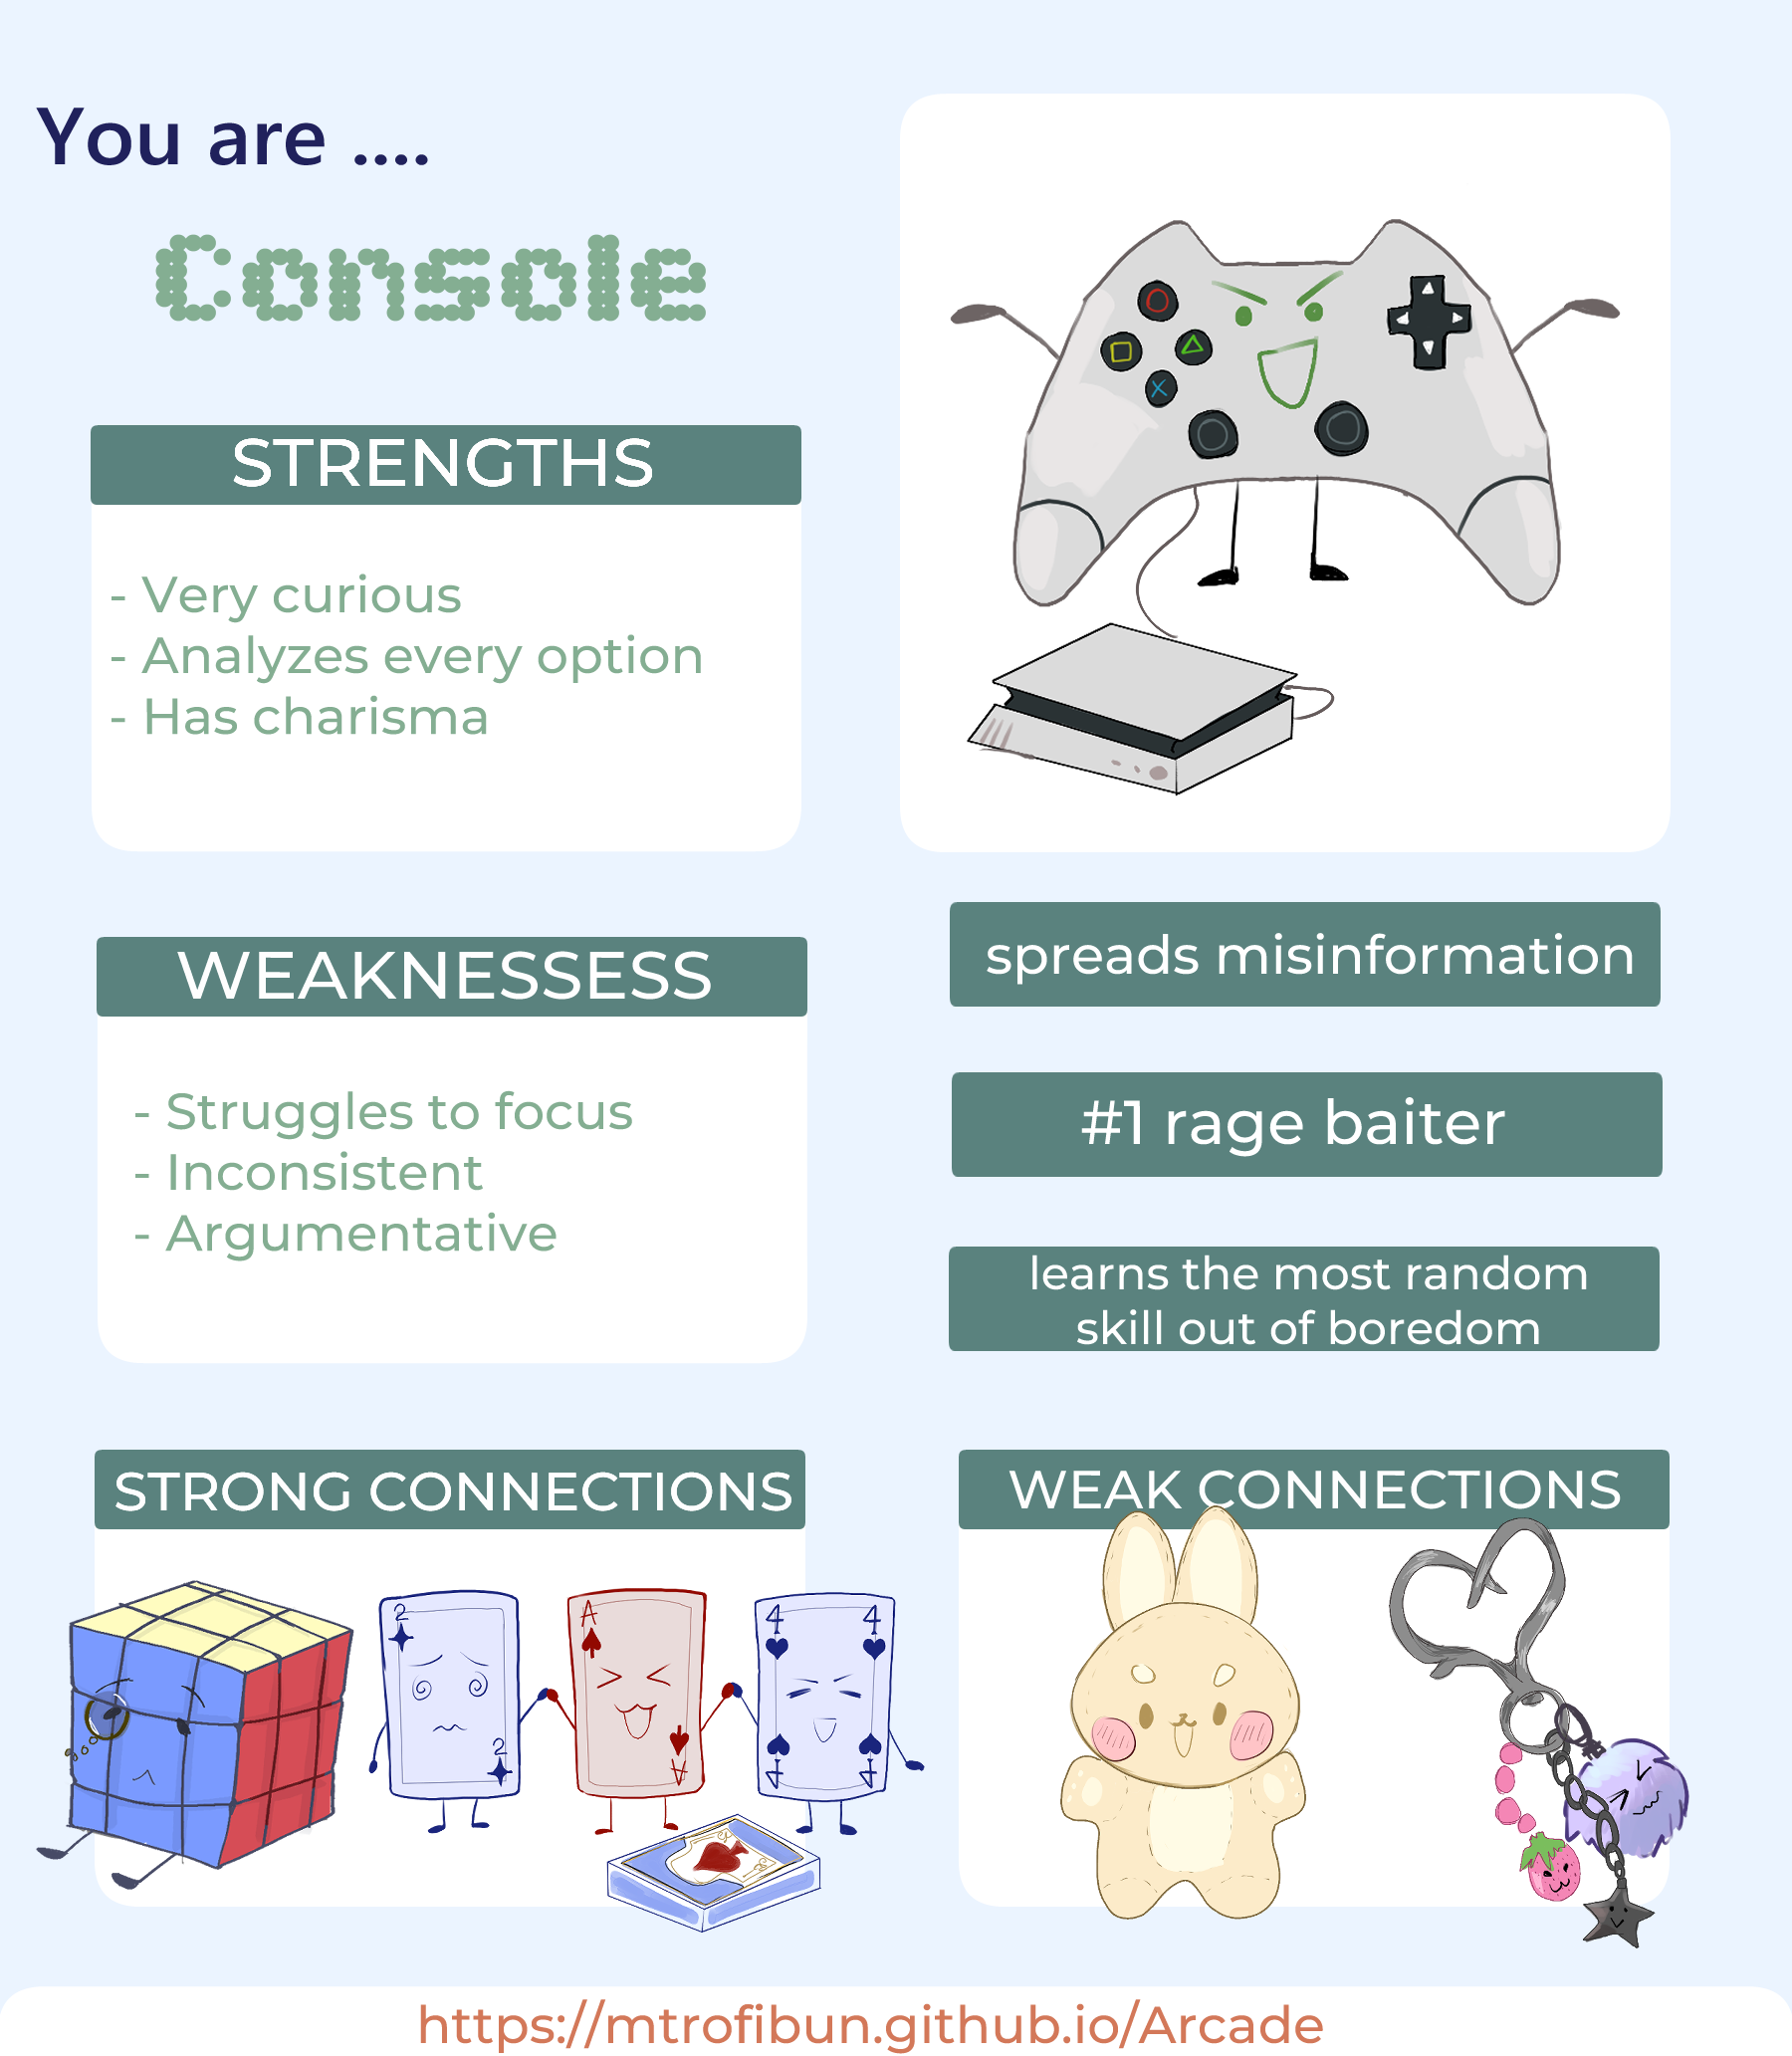 You are ....
Console
STRENGTHS
- Very curious
- Analyzes every option
- Has charisma
WEAKNESSESS
- Struggles to focus
- Inconsistent
- Argumentative
spreads misinformation
#1 rage baiter
learns the most random
skill out of boredom
STRONG CONNECTIONS
2
2
A
A
4 4
4 4
WEAK CONNECTIONS
https://mtrofibun.github.io/Arcade